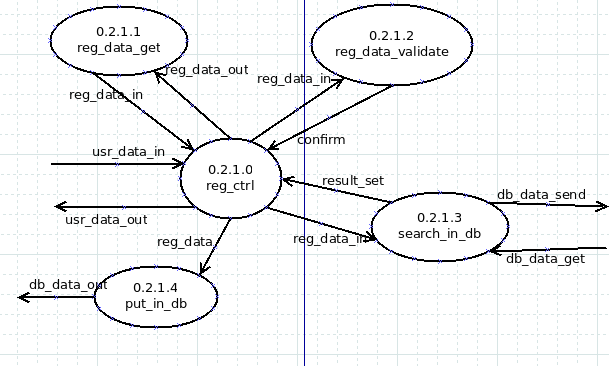 0.2.1.1
reg_data_get
0.2.1.2
reg_data_validate
reg_data_out
reg_data_in
reg_data_in
confirm
usr_data_in
0.2.1.0
reg_ctrl
result_set
db_data_send
usr_data_out
0.2.1.3
search_in_db
reg_data
reg_data_in
db_data_get
db_data_out
0.2.1.4
put_in_db